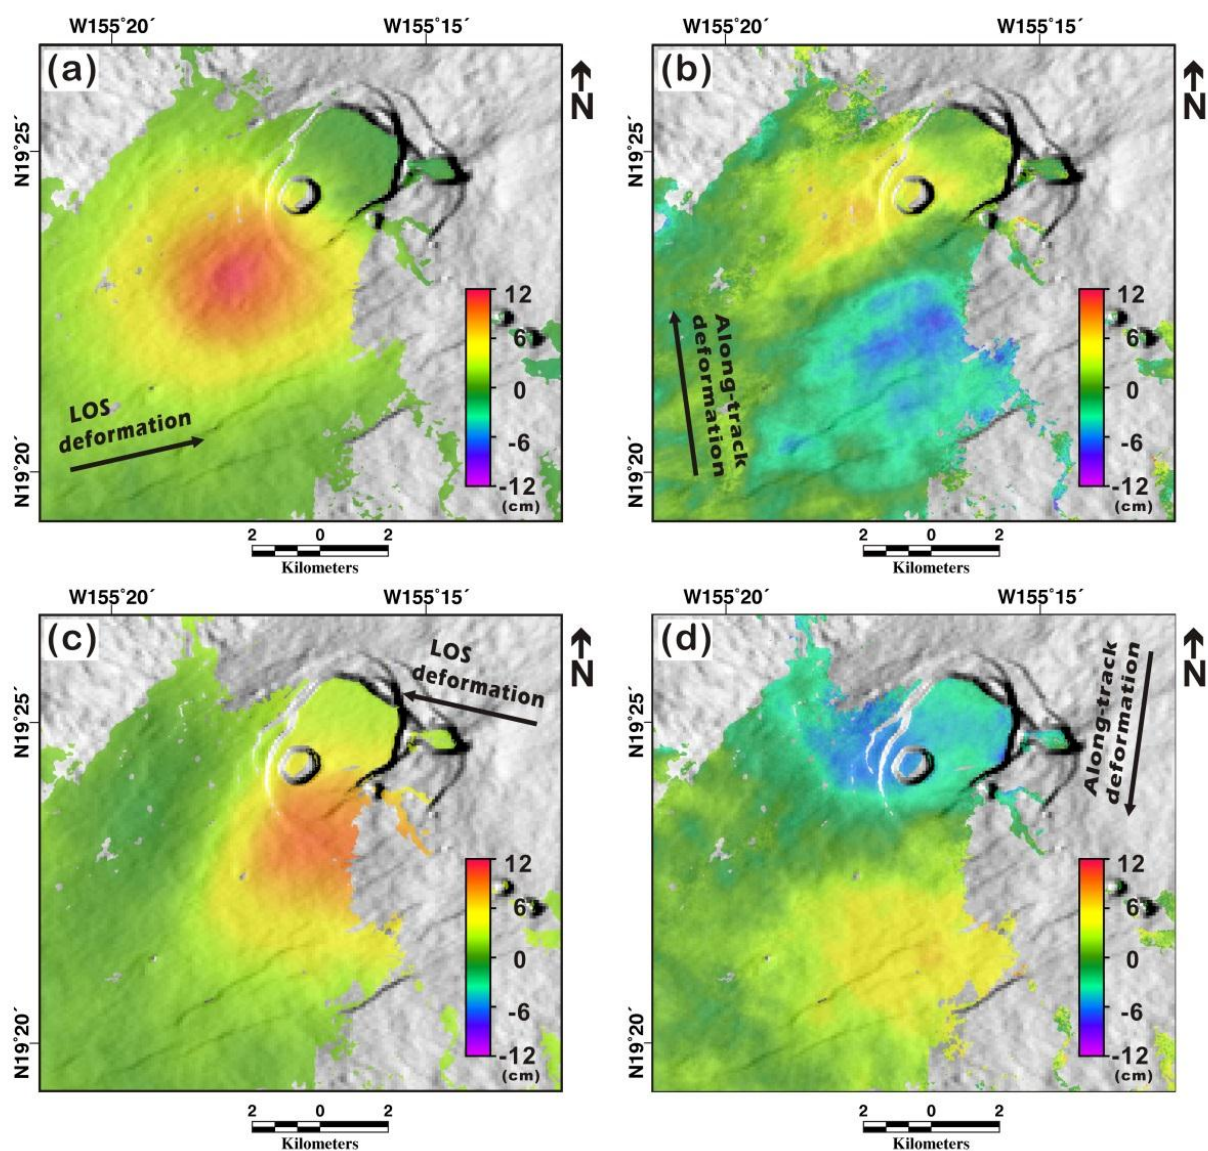 W155°20´ W155°15´
(a)
N
N19°25´
N19°20´
LOS
deformation
12
6
0
-6
-12
(cm)
2 0 2
Kilometers
W155°20´ W155°15´
(b)
N
N19°25´
N19°20´
Along-track
deformation
12
6
0
-6
-12
(cm)
2 0 2
Kilometers
W155°20´ W155°15´
(c)
N
N19°25´
N19°20´
LOS
deformation
12
6
0
-6
-12
(cm)
2 0 2
Kilometers
W155°20´ W155°15´
(d)
N
N19°25´
N19°20´
Along-track
deformation
12
6
0
-6
-12
(cm)
2 0 2
Kilometers